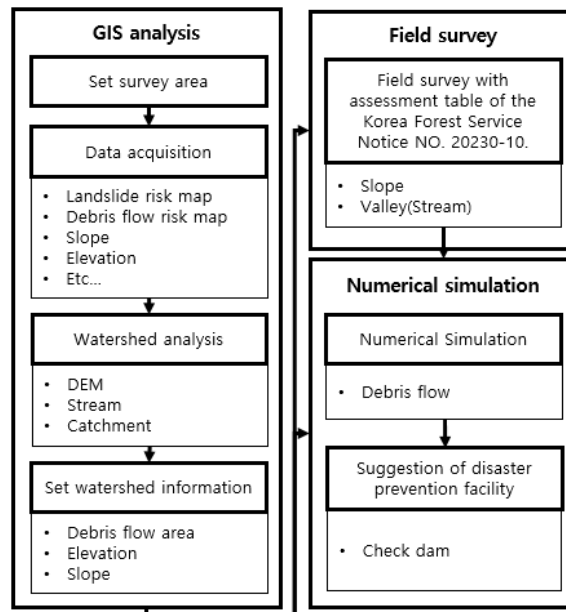 GIS analysis
Set survey area
Data acquisition
• Landslide risk map
• Debris flow risk map
• Slope
• Elevation
• Etc...
Watershed analysis
• DEM
• Stream
• Catchment
Set watershed information
• Debris flow area
• Elevation
• Slope
Field survey
Field survey with
assessment table of the
Korea Forest Service
Notice NO. 20230-10.
• Slope
• Valley(Stream)
Numerical simulation
Numerical Simulation
• Debris flow
Suggestion of disaster
prevention facility
• Check dam